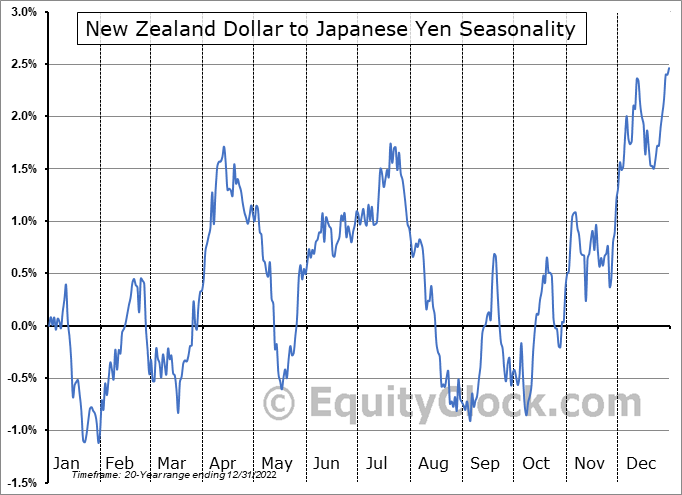 New Zealand Dollar to Japanese Yen Seasonality
3.0%
2.5%
2.0%
1.5%
1.0%
0.5%
0.0%
-0.5%
-1.0%
-1.5%
© EquityClock.com
Jan Feb Mar Apr May Jun Jul Aug Sep Oct Nov Dec
Timeframe: 20-Year range ending 12/31/2022